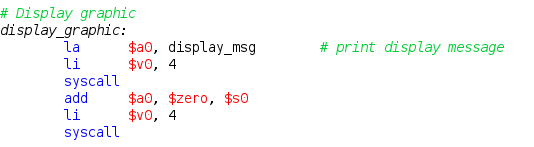 # Display graphic
display_graphic:
        la      $a0, display_msg        # print display message
        li      $v0, 4
        syscall
        add     $a0, $zero, $s0
        li      $v0, 4
        syscall